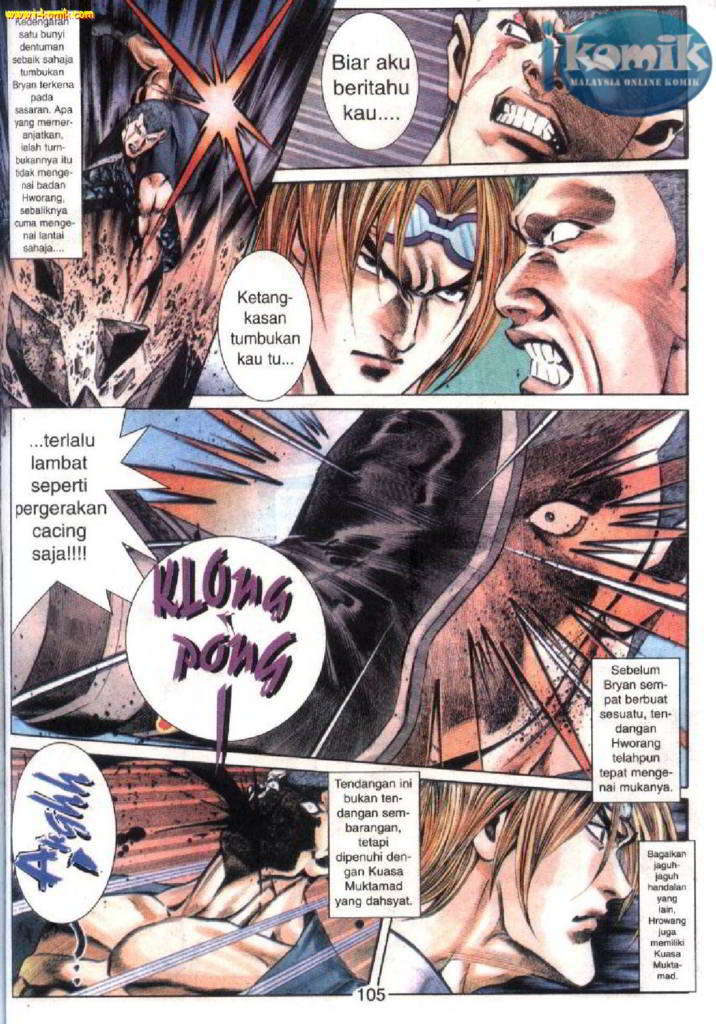 www.i-komik.com
Kedengaran
satu bunyi
dentuman
sebaik sahaja
tumbukan
Bryan terkena
pada
sasaran. Apa
yang memer-
anjatkan,
ialah tum-
bukannya itu
tidak menge-
nai badan
Hworang,
sebaliknya
cuma menge-
nai lantai
sahaja....
Biar aku
beritahu
kau....
ikomik
MALAYSIA ONLINE KOMIK
Ketang-
kasan
tumbukan
kau tu...
...terlalu
lambat
seperti
pergerakan
cacing
saja!!!!
KLONG
PONG
!
Sebelum
Bryan sem-
pat berbuat
sesuatu, ten-
dangan
Hworang
telahpun
tepat menge-
nai mukanya.
Arghh
!
Tendangan ini
bukan ten-
dangan sem-
barangan,
tetapi
dipenuhi den-
gan Kuasa
Muktamad
yang dahsyat.
Bagaikan
jaguh-
jaguh
handalan
yang
lain,
Hrowang
juga
memiliki
Kuasa
Mukta-
mad.
105